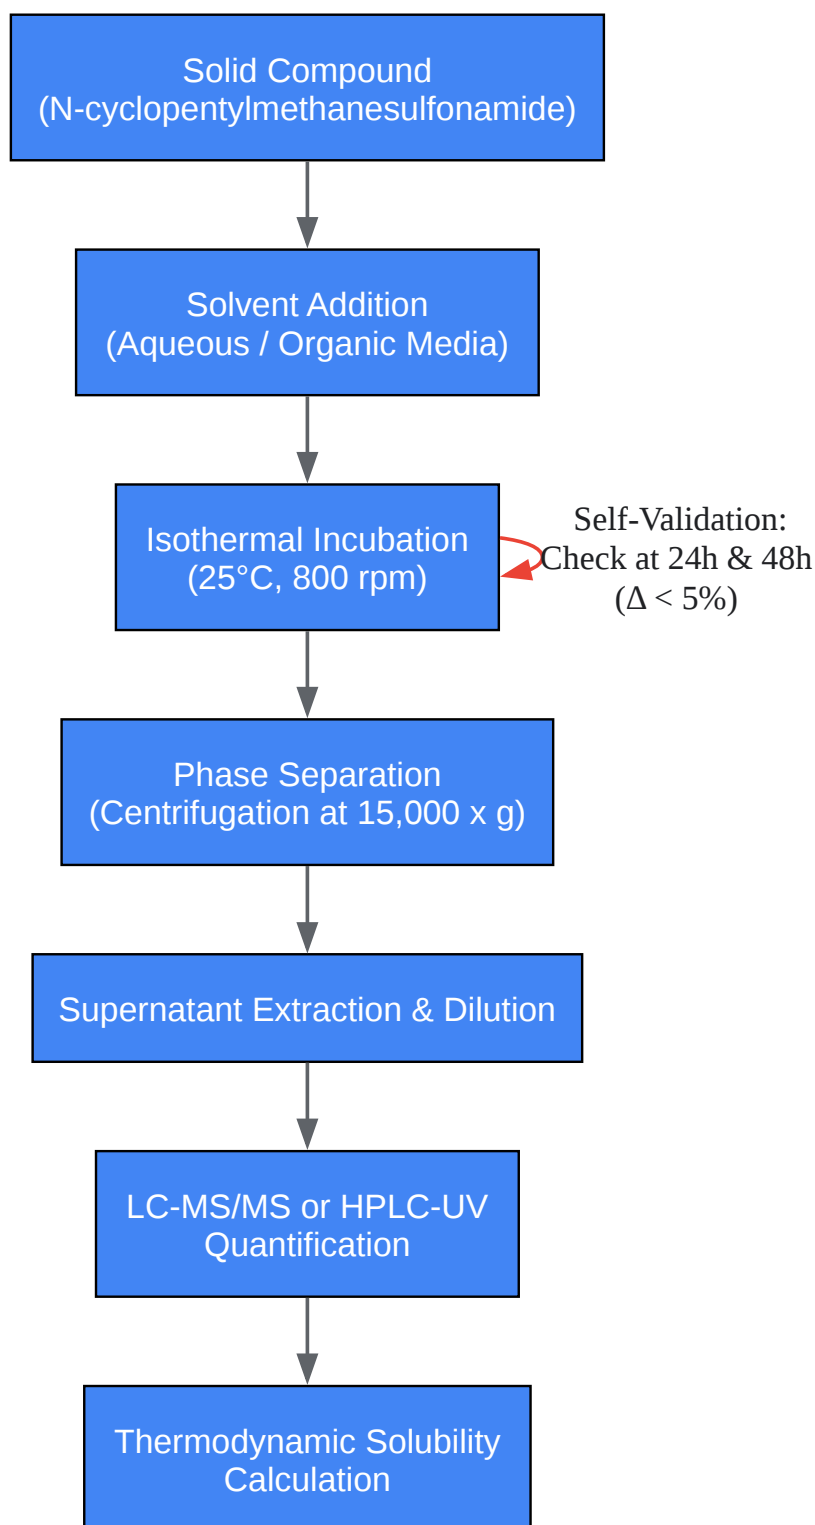 Solid Compound
(N-cyclopentylmethanesulfonamide)
Solvent Addition
(Aqueous / Organic Media)
Isothermal Incubation
(25°C, 800 rpm)
Self-Validation:
Check at 24h & 48h
(Δ < 5%)
Phase Separation
(Centrifugation at 15,000 x g)
Supernatant Extraction & Dilution
LC-MS/MS or HPLC-UV
Quantification
Thermodynamic Solubility
Calculation